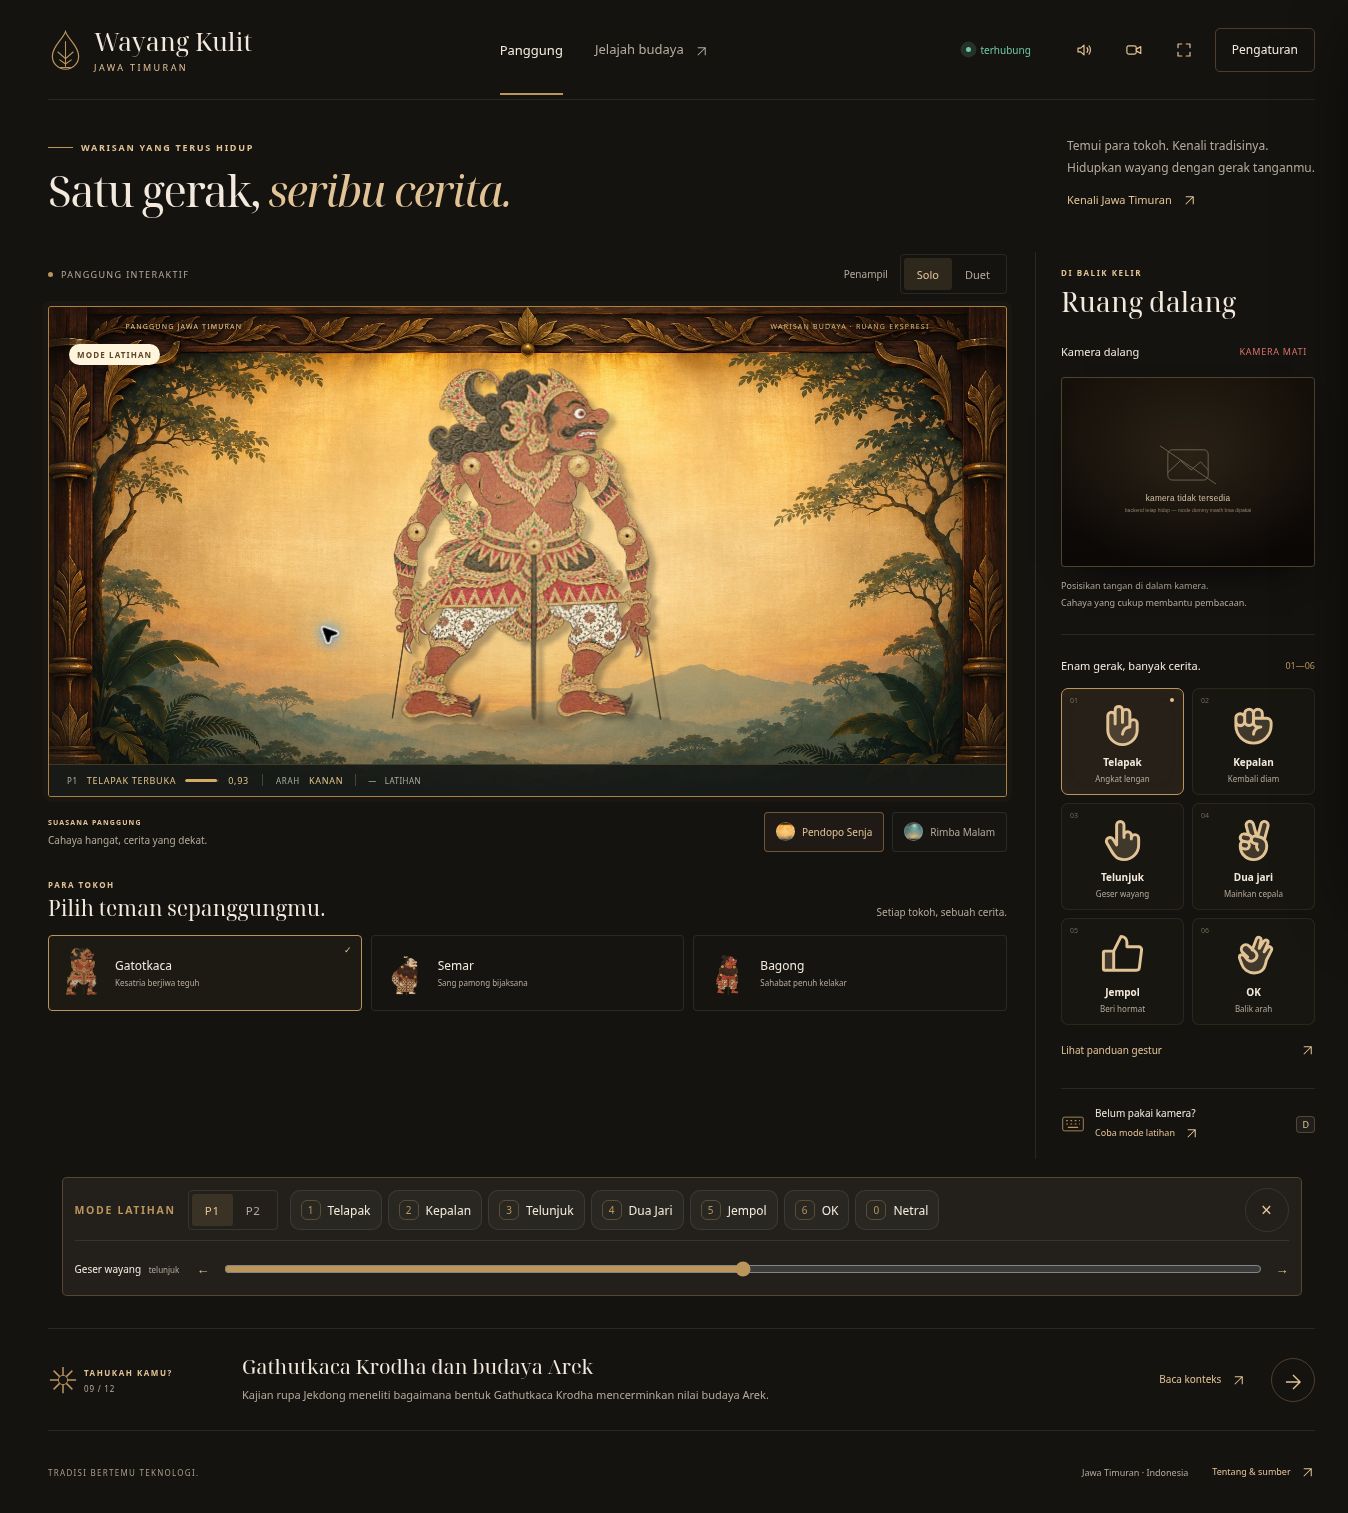 Wayang Kulit
JAWA TIMURAN
Panggung
Jelajah budaya
terhubung
Pengaturan
WARISAN YANG TERUS HIDUP
Satu gerak, seribu cerita.
Temui para tokoh. Kenali tradisinya.
Hidupkan wayang dengan gerak tanganmu.
Kenali Jawa Timuran
PANGGUNG INTERAKTIF
Penampil
Solo
Duet
PANGGUNG JAWA TIMURAN
WARISAN BUDAYA · RUANG EKSPRESI
MODE LATIHAN
P1 TELAPAK TERBUKA 0,93 ARAH KANAN — LATIHAN
SUASANA PANGGUNG
Cahaya hangat, cerita yang dekat.
Pendopo Senja
Rimba Malam
PARA TOKOH
Pilih teman sepanggungmu.
Setiap tokoh, sebuah cerita.
Gatotkaca
Kesatria berjiwa teguh
✓
Semar
Sang pamong bijaksana
Bagong
Sahabat penuh kelakar
DI BALIK KELIR
Ruang dalang
Kamera dalang
KAMERA MATI
kamera tidak tersedia
backend tetap hidup — mode dummy masih bisa dipakai
Posisikan tangan di dalam kamera.
Cahaya yang cukup membantu pembacaan.
Enam gerak, banyak cerita.
01—06
01
Telapak
Angkat lengan
02
Kepalan
Kembali diam
03
Telunjuk
Geser wayang
04
Dua jari
Mainkan cepala
05
Jempol
Beri hormat
06
OK
Balik arah
Lihat panduan gestur
Belum pakai kamera?
Coba mode latihan
D
MODE LATIHAN
P1
P2
1 Telapak
2 Kepalan
3 Telunjuk
4 Dua Jari
5 Jempol
6 OK
0 Netral
×
Geser wayang telunjuk ← →
TAHUKAH KAMU?
09 / 12
Gathutkaca Krodha dan budaya Arek
Kajian rupa Jekdong meneliti bagaimana bentuk Gathutkaca Krodha mencerminkan nilai budaya Arek.
Baca konteks
TRADISI BERTEMU TEKNOLOGI.
Jawa Timuran · Indonesia
Tentang & sumber